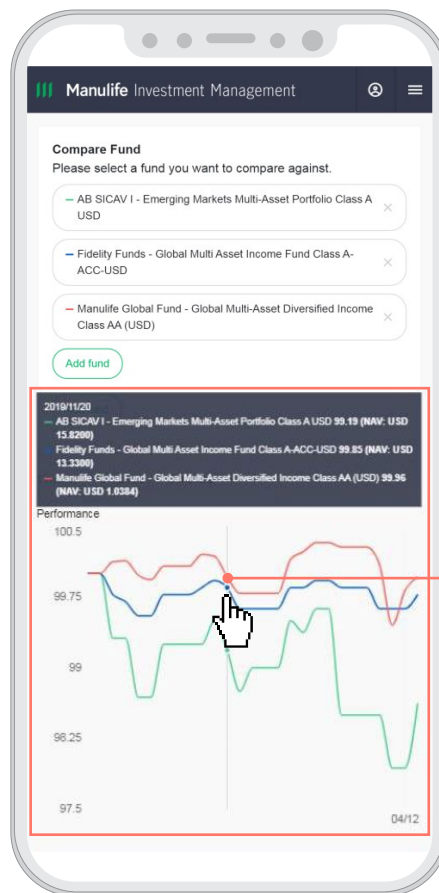 Manulife Investment Management
Compare Fund
Please select a fund you want to compare against.
AB SICAV I - Emerging Markets Multi-Asset Portfolio Class A
USD
Fidelity Funds - Global Multi Asset Income Fund Class A-
ACC-USD
Manulife Global Fund - Global Multi-Asset Diversified Income
Class AA (USD)
Add fund
2019/11/20
AB SICAV I - Emerging Markets Multi-Asset Portfolio Class A USD 99.19 (NAV: USD
15.8200)
Fidelity Funds - Global Multi Asset Income Fund Class A-ACC-USD 99.85 (NAV: USD
13.3300)
Manulife Global Fund - Global Multi-Asset Diversified Income Class AA (USD) 99.96
(NAV: USD 1.0384)
Performance
100.5
99.75
99
98.25
97.5
04/12